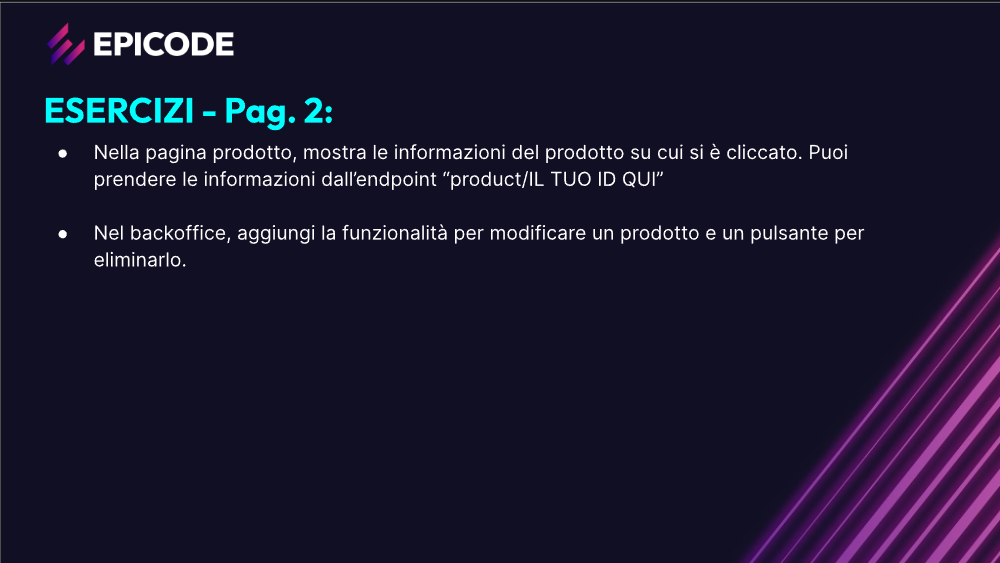 EPICODE
ESERCIZI - Pag. 2:
● Nella pagina prodotto, mostra le informazioni del prodotto su cui si è cliccato. Puoi
prendere le informazioni dall’endpoint “product/IL TUO ID QUI”
● Nel backoffice, aggiungi la funzionalità per modificare un prodotto e un pulsante per
eliminarlo.